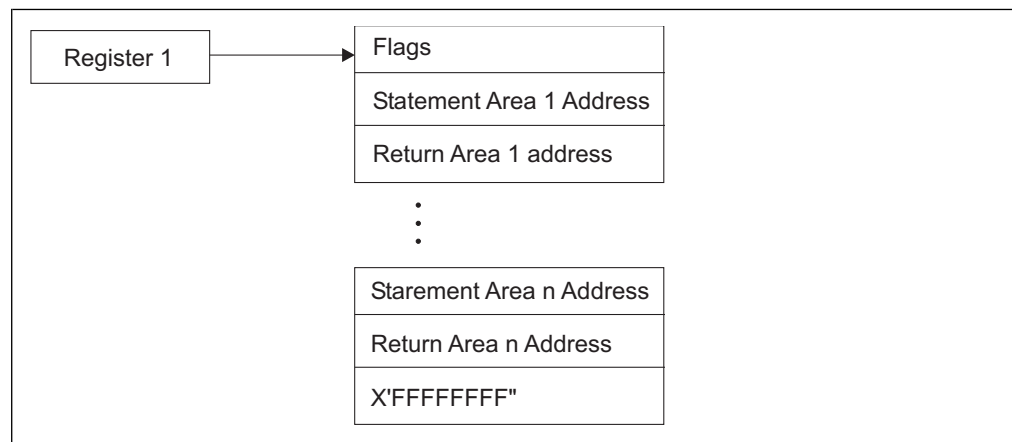 Register 1
Flags
Statement Area 1 Address
Return Area 1 address
Starement Area n Address
Return Area n Address
X'FFFFFFFF"